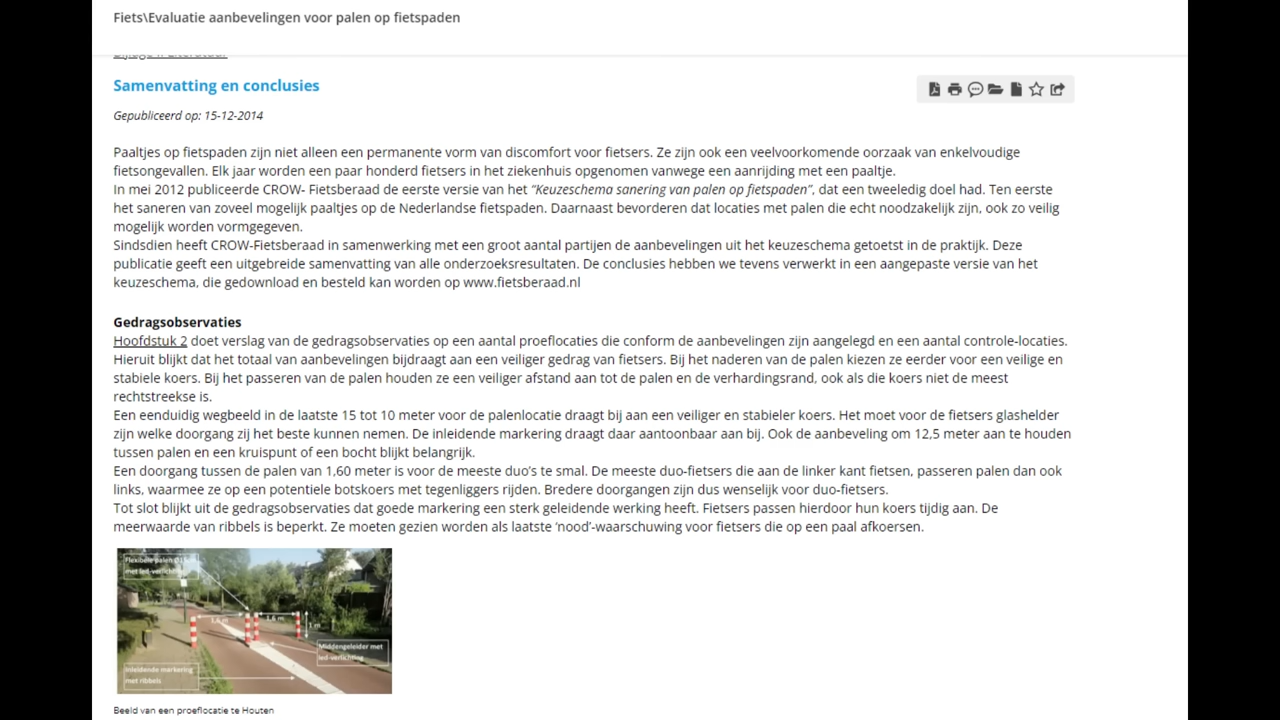 Fiets\Evaluatie aanbevelingen voor palen op fietspaden
Bijlage II Literatuur
Samenvatting en conclusies
Gepubliceerd op: 15-12-2014
Paaltjes op fietspaden zijn niet alleen een permanente vorm van discomfort voor fietsers. Ze zijn ook een veelvoorkomende oorzaak van enkelvoudige
fietsongevallen. Elk jaar worden een paar honderd fietsers in het ziekenhuis opgenomen vanwege een aanrijding met een paaltje.
In mei 2012 publiceerde CROW- Fietsberaad de eerste versie van het “Keuzeschema sanering van palen op fietspaden”, dat een tweeledig doel had. Ten eerste
het saneren van zoveel mogelijk paaltjes op de Nederlandse fietspaden. Daarnaast bevorderen dat locaties met palen die echt noodzakelijk zijn, ook zo veilig
mogelijk worden vormgegeven.
Sindsdien heeft CROW-Fietsberaad in samenwerking met een groot aantal partijen de aanbevelingen uit het keuzeschema getoetst in de praktijk. Deze
publicatie geeft een uitgebreide samenvatting van alle onderzoeksresultaten. De conclusies hebben we tevens verwerkt in een aangepaste versie van het
keuzeschema, die gedownload en besteld kan worden op www.fietsberaad.nl
Gedragsobservaties
Hoofdstuk 2 doet verslag van de gedragsobservaties op een aantal proeflocaties die conform de aanbevelingen zijn aangelegd en een aantal controle-locaties.
Hieruit blijkt dat het totaal van aanbevelingen bijdraagt aan een veiliger gedrag van fietsers. Bij het naderen van de palen kiezen ze eerder voor een veilige en
stabiele koers. Bij het passeren van de palen houden ze een veiliger afstand aan tot de palen en de verhardingsrand, ook als die koers niet de meest
rechtstreekse is.
Een eenduidig wegbeeld in de laatste 15 tot 10 meter voor de palenlocatie draagt bij aan een veiliger en stabieler koers. Het moet voor de fietsers glashelder
zijn welke doorgang zij het beste kunnen nemen. De inleidende markering draagt daar aantoonbaar aan bij. Ook de aanbeveling om 12,5 meter aan te houden
tussen palen en een kruispunt of een bocht blijkt belangrijk.
Een doorgang tussen de palen van 1,60 meter is voor de meeste duo’s te smal. De meeste duo-fietsers die aan de linker kant fietsen, passeren palen dan ook
links, waarmee ze op een potentiele botskoers met tegenliggers rijden. Bredere doorgangen zijn dus wenselijk voor duo-fietsers.
Tot slot blijkt uit de gedragsobservaties dat goede markering een sterk geleidende werking heeft. Fietsers passen hierdoor hun koers tijdig aan. De
meerwaarde van ribbels is beperkt. Ze moeten gezien worden als laatste ‘nood’-waarschuwing voor fietsers die op een paal afkoersen.
Flexibele palen
met led-verlichting
1,6 m
1,6 m
1 m
Middengeleider met
led-verlichting
Inleidende markering
met ribbels
Beeld van een proeflocatie te Houten